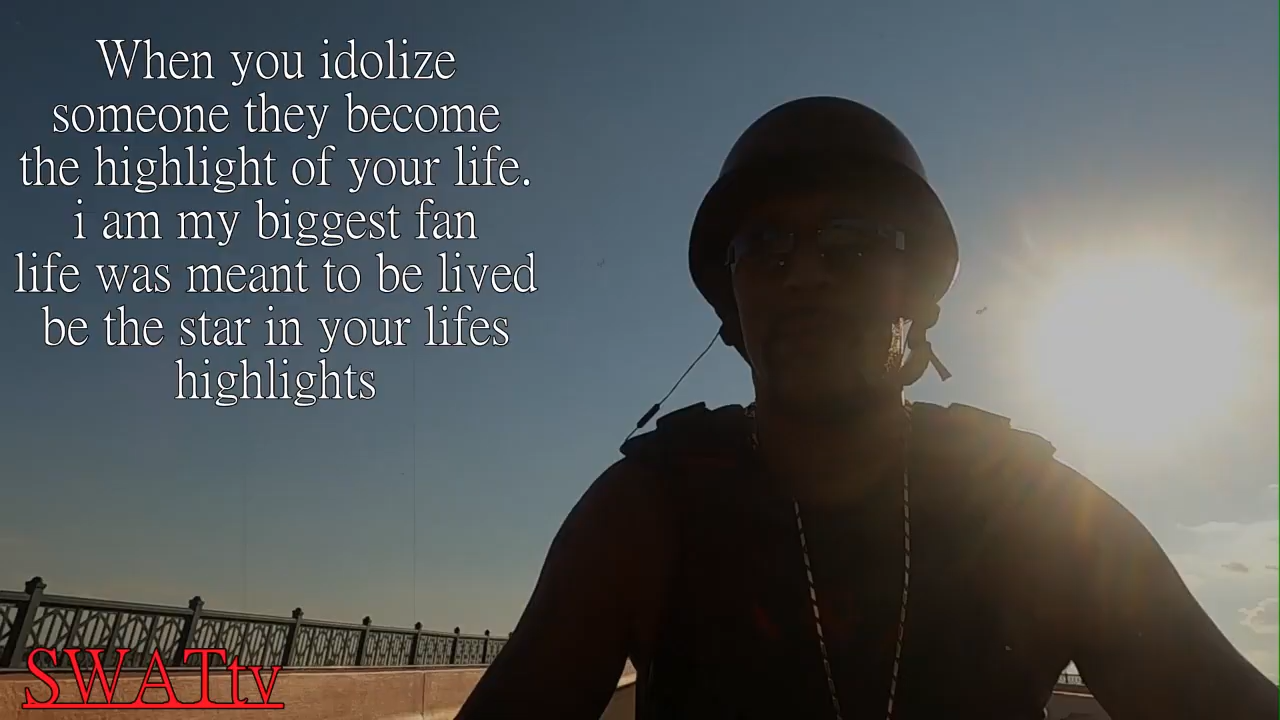 When you idolize
someone they become
the highlight of your life.
i am my biggest fan
life was meant to be lived
be the star in your lifes
highlights
SWATtv